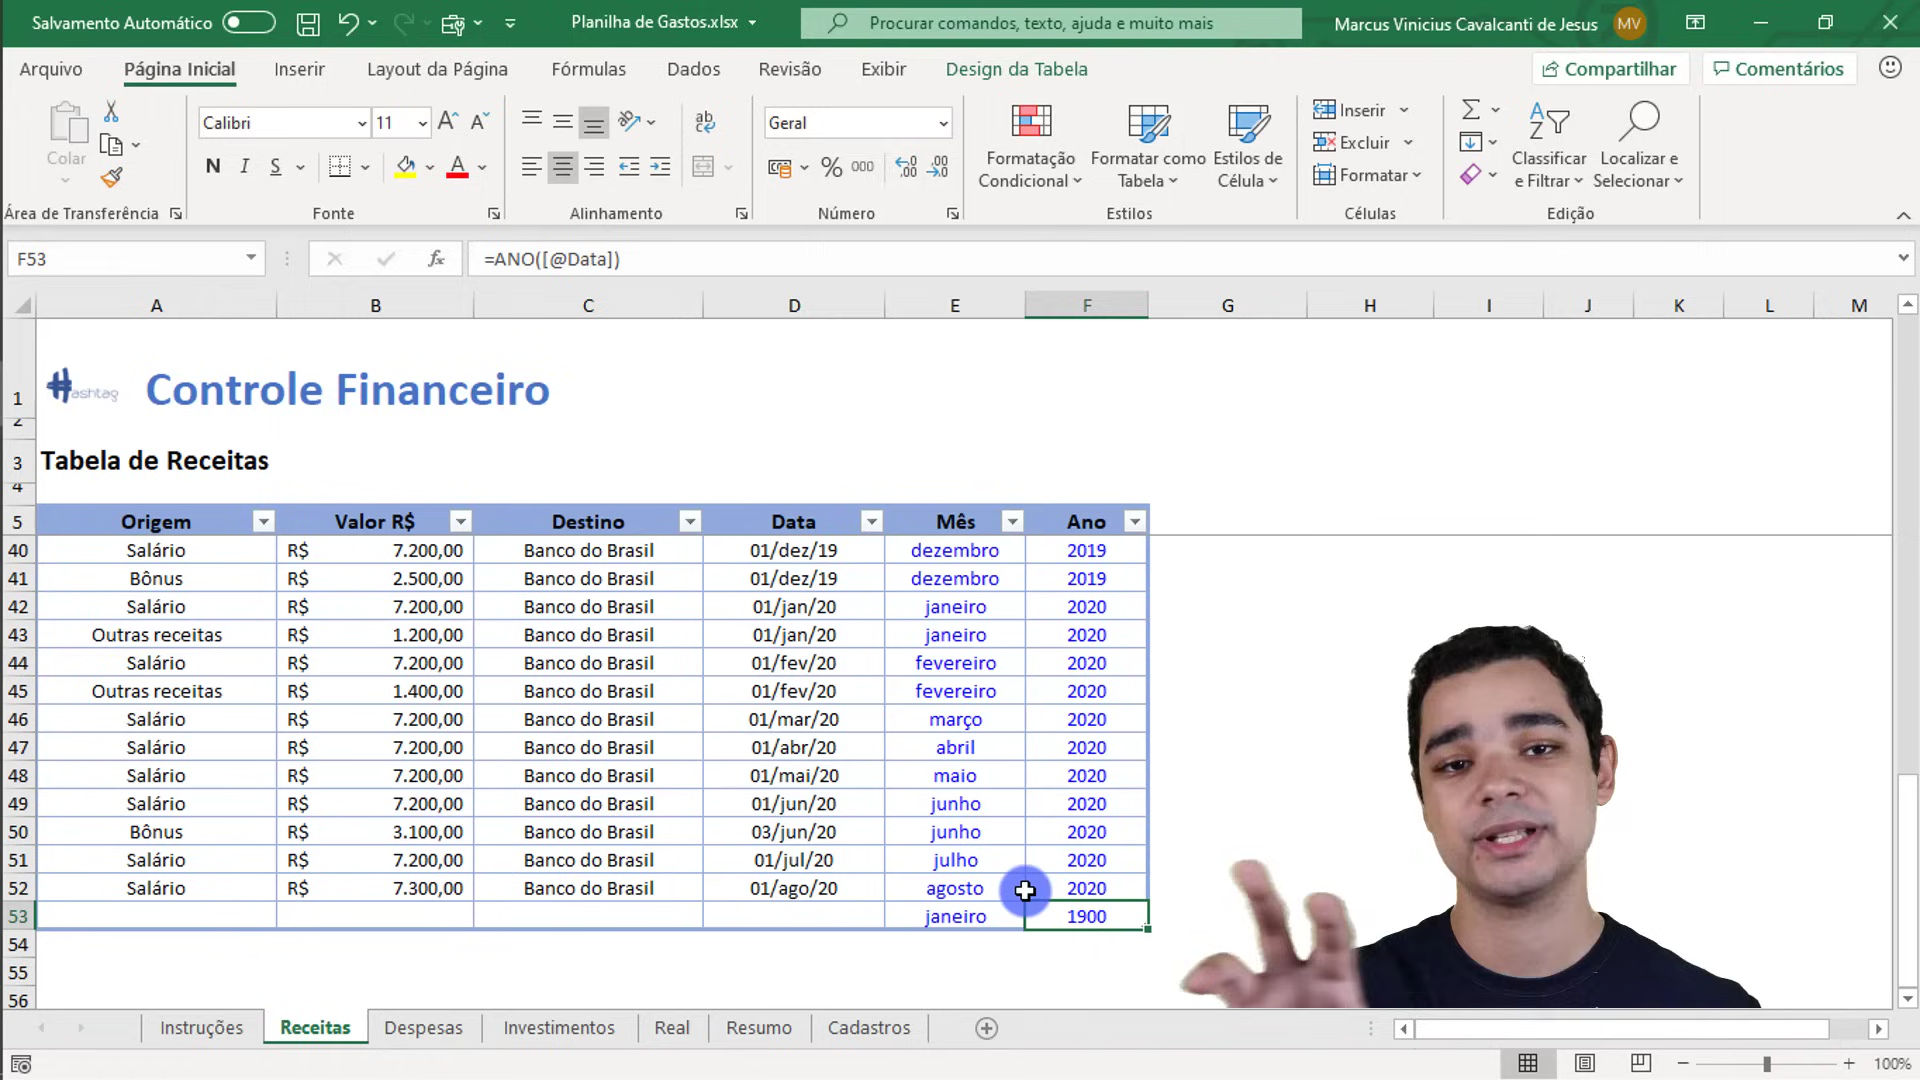 Salvamento Automático Planilha de Gastos.xlsx Procurar comandos, texto, ajuda e muito mais Marcus Vinicius Cavalcanti de Jesus MV
Arquivo Página Inicial Inserir Layout da Página Fórmulas Dados Revisão Exibir Design da Tabela Compartilhar Comentários
Colar Calibri 11 Geral Inserir
N I S A % 000 Formatação Condicional Formatar como Tabela Estilos de Célula Excluir Formatar Classificar e Filtrar Localizar e Selecionar
Área de Transferência Fonte Alinhamento Número Estilos Células Edição
F53 fx =ANO([@Data])
A B C D E F G H I J K L M
1 Hashtag Controle Financeiro
2
3 Tabela de Receitas
4
5 Origem Valor R$ Destino Data Mês Ano
40 Salário R$ 7.200,00 Banco do Brasil 01/dez/19 dezembro 2019
41 Bônus R$ 2.500,00 Banco do Brasil 01/dez/19 dezembro 2019
42 Salário R$ 7.200,00 Banco do Brasil 01/jan/20 janeiro 2020
43 Outras receitas R$ 1.200,00 Banco do Brasil 01/jan/20 janeiro 2020
44 Salário R$ 7.200,00 Banco do Brasil 01/fev/20 fevereiro 2020
45 Outras receitas R$ 1.400,00 Banco do Brasil 01/fev/20 fevereiro 2020
46 Salário R$ 7.200,00 Banco do Brasil 01/mar/20 março 2020
47 Salário R$ 7.200,00 Banco do Brasil 01/abr/20 abril 2020
48 Salário R$ 7.200,00 Banco do Brasil 01/mai/20 maio 2020
49 Salário R$ 7.200,00 Banco do Brasil 01/jun/20 junho 2020
50 Bônus R$ 3.100,00 Banco do Brasil 03/jun/20 junho 2020
51 Salário R$ 7.200,00 Banco do Brasil 01/jul/20 julho 2020
52 Salário R$ 7.300,00 Banco do Brasil 01/ago/20 agosto 2020
53 janeiro 1900
54
55
56
Instruções Receitas Despesas Investimentos Real Resumo Cadastros
100%